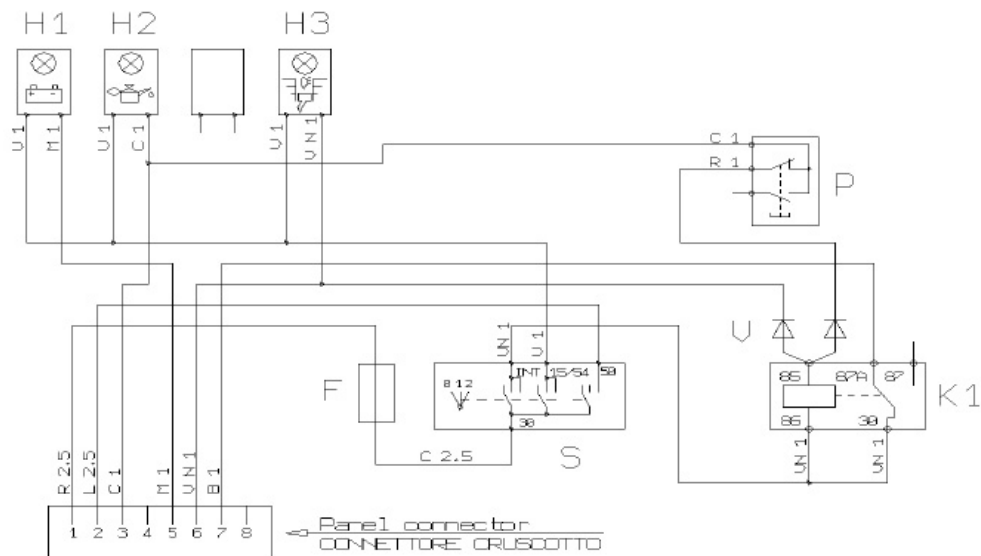 H1 H2 H3
V 1 M 1 V 1 C 1 V 1 VN 1
C 1
R 1
P
V
F
VN 1 V 1
INT 15/54 50
0 1 2
30
S
C 2.5
85 87A 87
86 30
K1
VN 1 VN 1
R 2.5 L 2.5 C 1 M 1 VN 1 B 1
1 2 3 4 5 6 7 8
Panel connector
CONNETTORE CRUSCOTTO